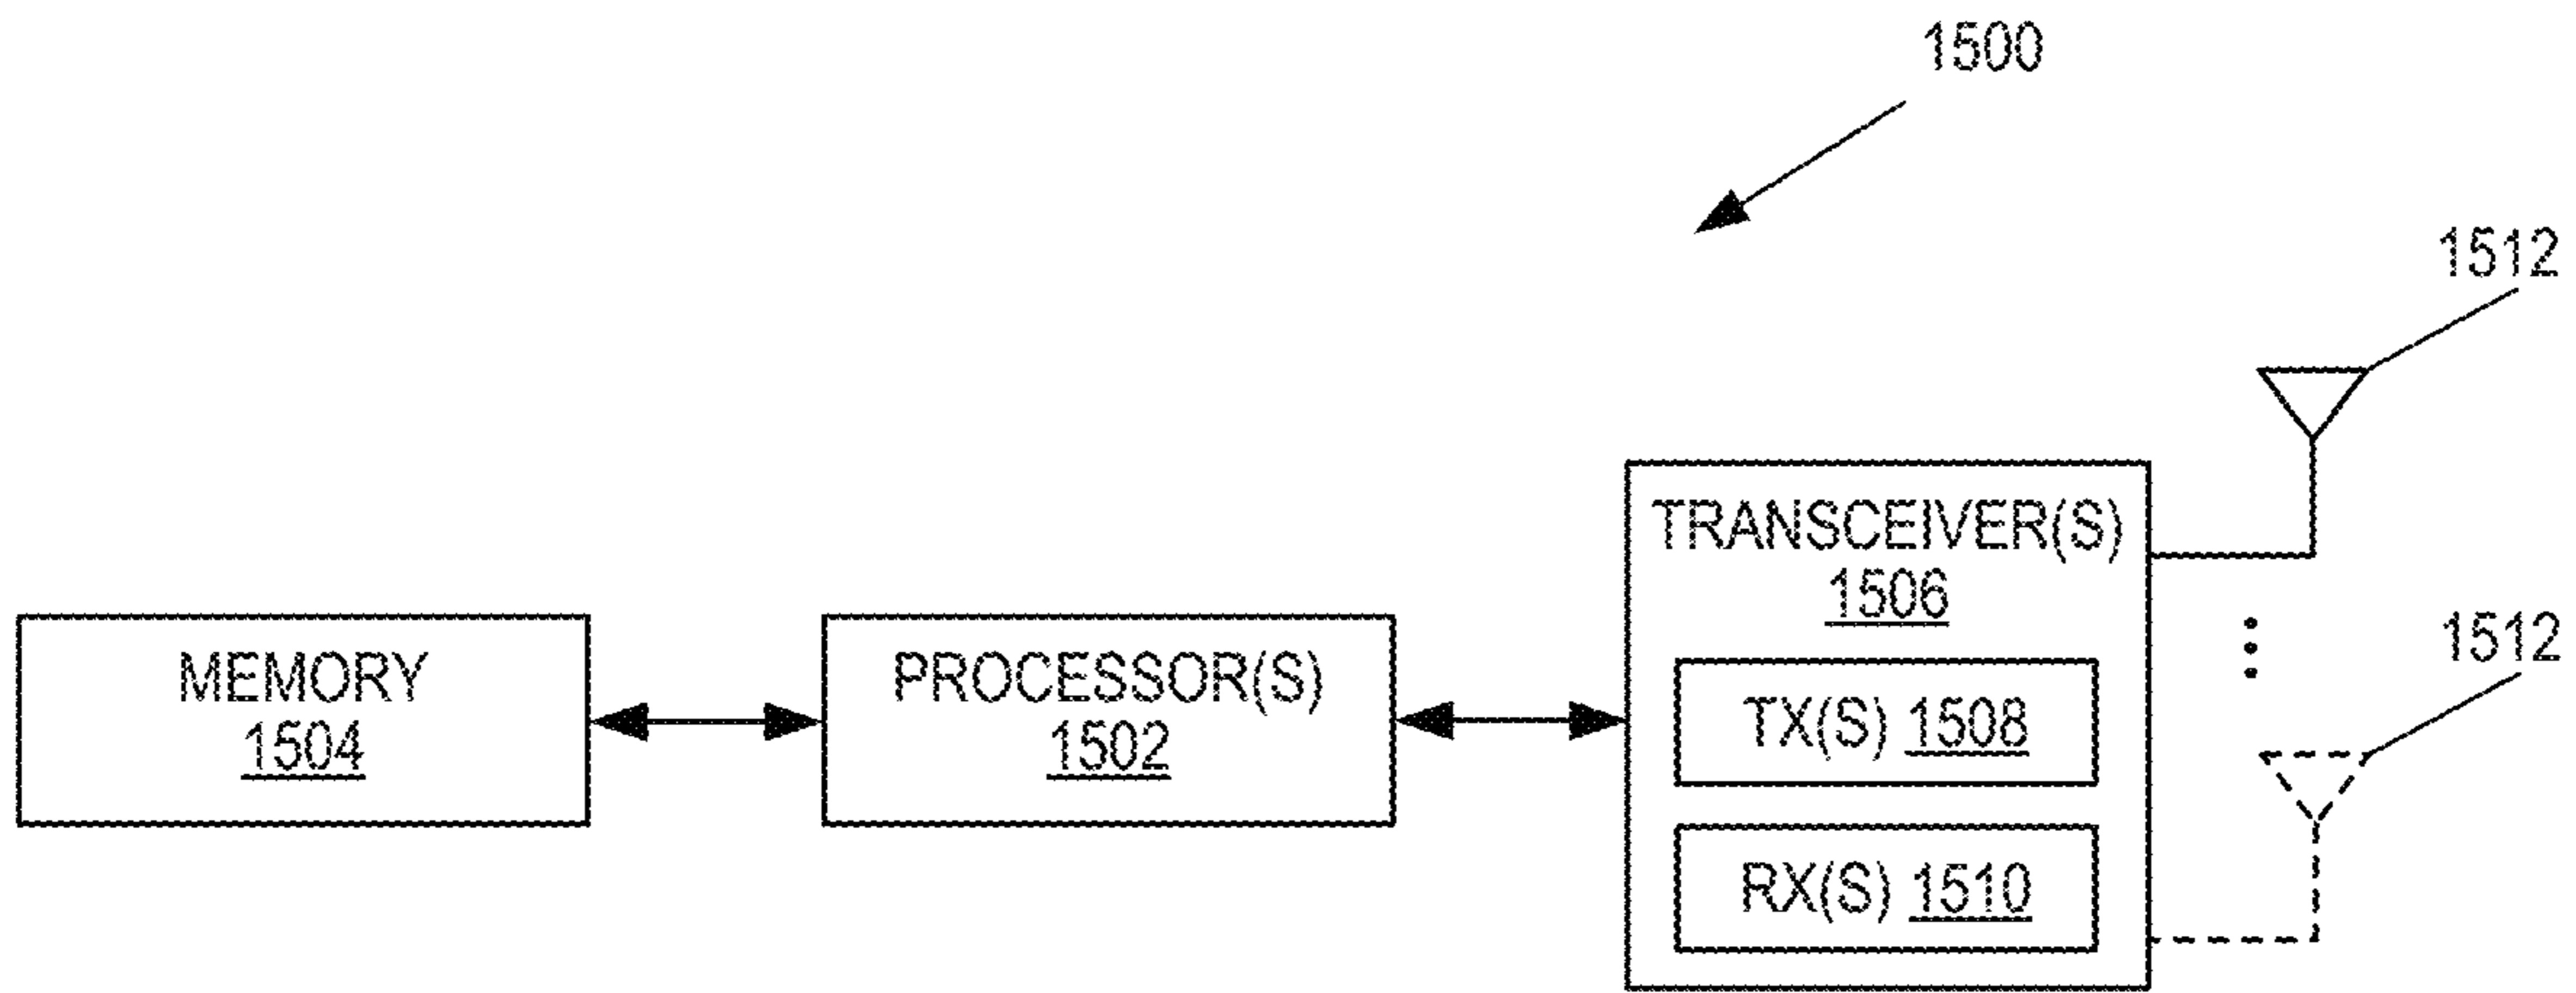 1500
1512
TRANSCEIVER(S)
1506
1512
MEMORY
1504
PROCESSOR(S)
1502
TX(S) 1508
RX(S) 1510